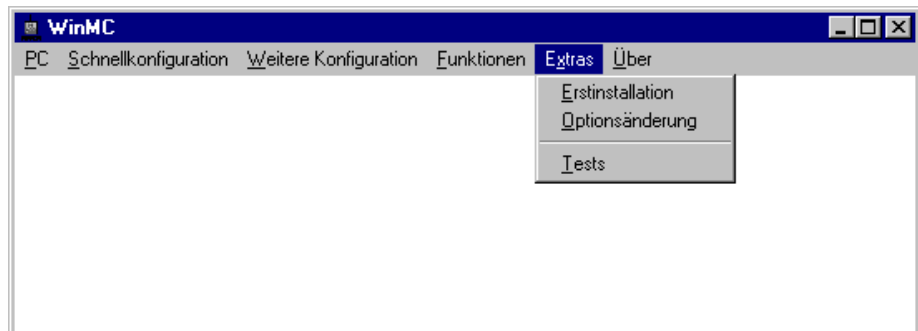 WinMC
PC Schnellkonfiguration Weitere Konfiguration Funktionen Extras Über
Erstinstallation
Optionsänderung
Tests